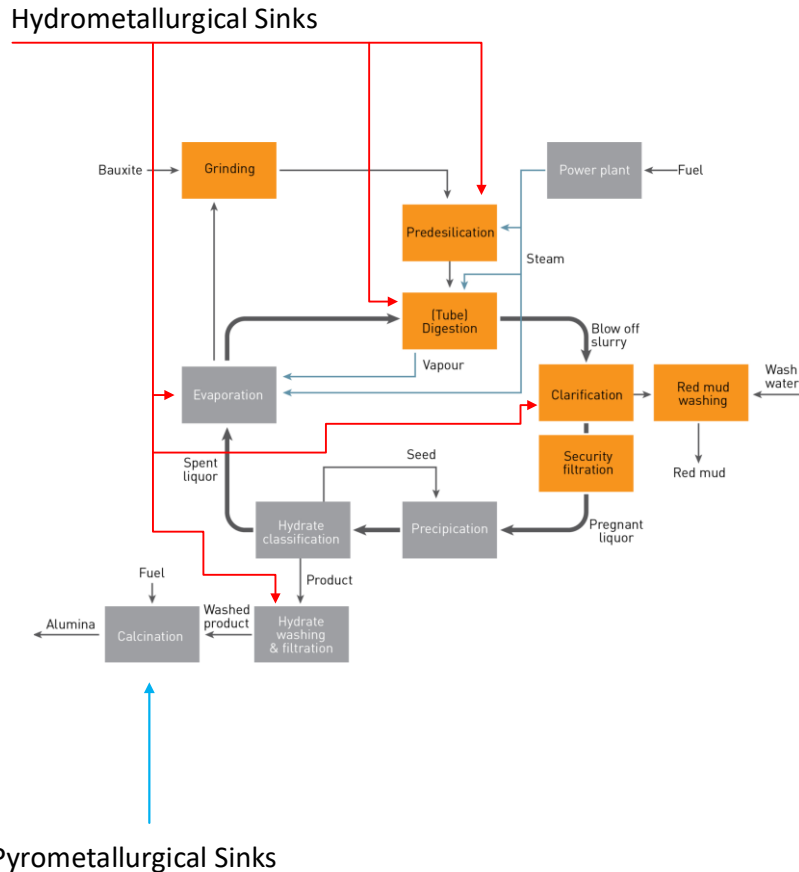 Hydrometallurgical Sinks
Bauxite
Grinding
Power plant
Fuel
Predesilication
Steam
(Tube)
Digestion
Blow off
slurry
Vapour
Evaporation
Clarification
Red mud
washing
Wash
water
Spent
liquor
Seed
Security
filtration
Red mud
Hydrate
classification
Precipication
Pregnant
liquor
Fuel
Product
Alumina
Calcination
Washed
product
Hydrate
washing
& filtration
Pyrometallurgical Sinks